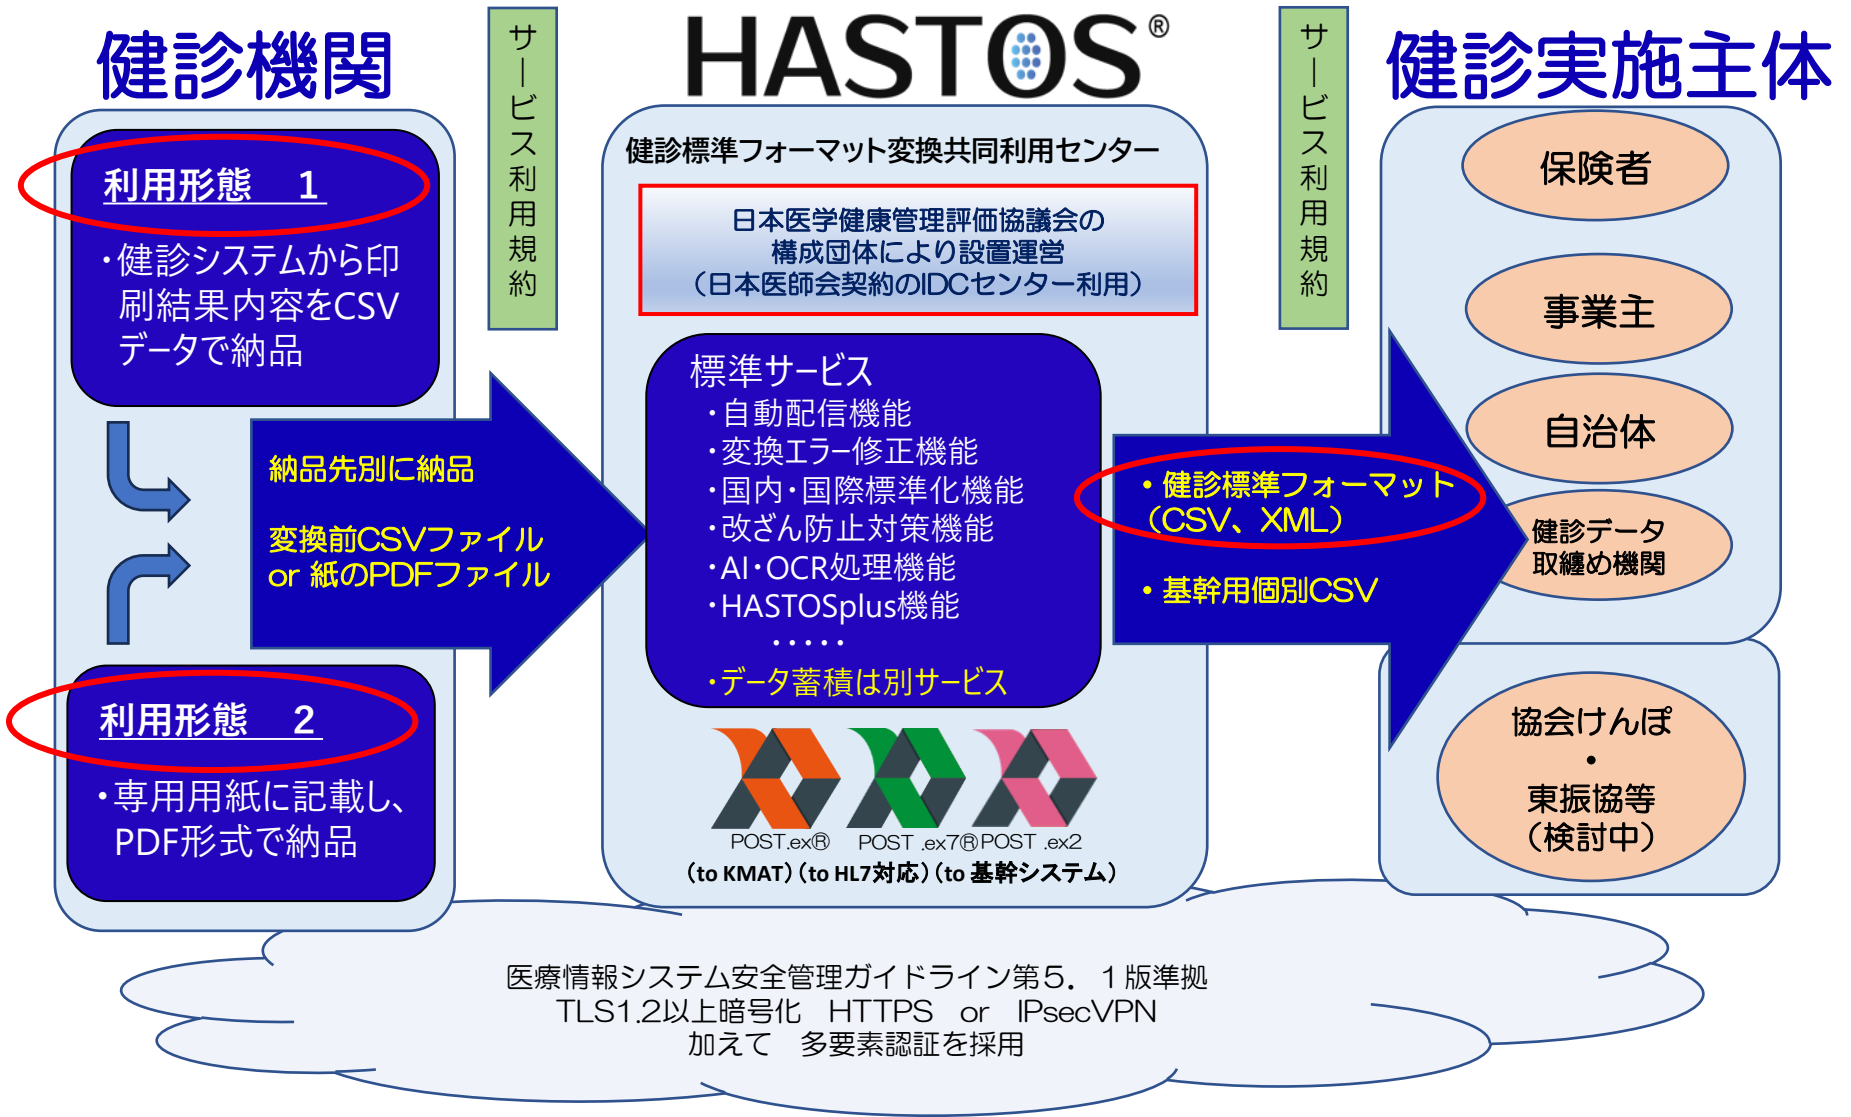 健診機関
利用形態　１
・健診システムから印
刷結果内容をCSV
データで納品
納品先別に納品
変換前CSVファイル
or 紙のPDFファイル
利用形態　２
・専用用紙に記載し、
PDF形式で納品
サービス利用規約
HASTOS®
健診標準フォーマット変換共同利用センター
日本医学健康管理評価協議会の
構成団体により設置運営
（日本医師会契約のIDCセンター利用）
標準サービス
・自動配信機能
・変換エラー修正機能
・国内・国際標準化機能
・改ざん防止対策機能
・AI・OCR処理機能
・HASTOSplus機能
・・・・・
・データ蓄積は別サービス
POST.ex® POST .ex7® POST .ex2
（to KMAT）（to HL7対応）（to 基幹システム）
サービス利用規約
・健診標準フォーマット
（CSV、XML）
・基幹用個別CSV
健診実施主体
保険者
事業主
自治体
健診データ
取纏め機関
協会けんぽ
・
東振協等
（検討中）
医療情報システム安全管理ガイドライン第５．１版準拠
TLS1.2以上暗号化　HTTPS　or　IPsecVPN
加えて　多要素認証を採用